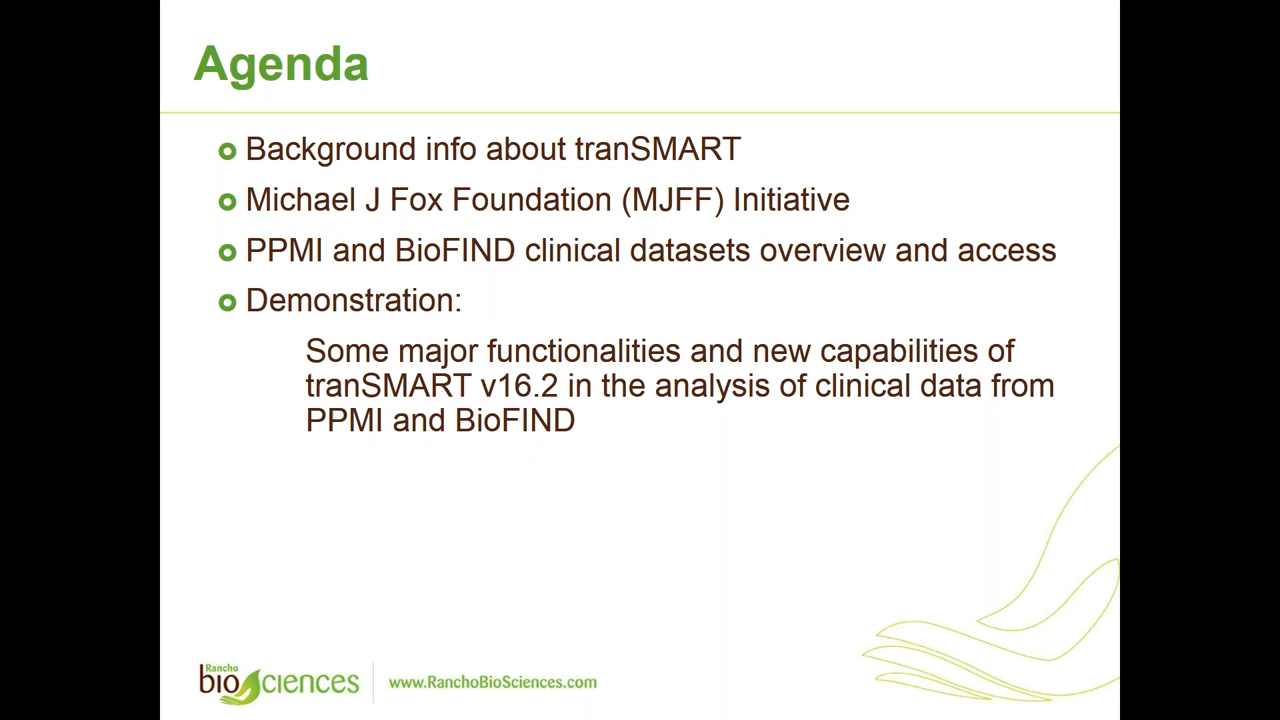 Agenda
Background info about tranSMART
Michael J Fox Foundation (MJFF) Initiative
PPMI and BioFIND clinical datasets overview and access
Demonstration:
Some major functionalities and new capabilities of
tranSMART v16.2 in the analysis of clinical data from
PPMI and BioFIND
Rancho
bioSciences
www.RanchoBioSciences.com